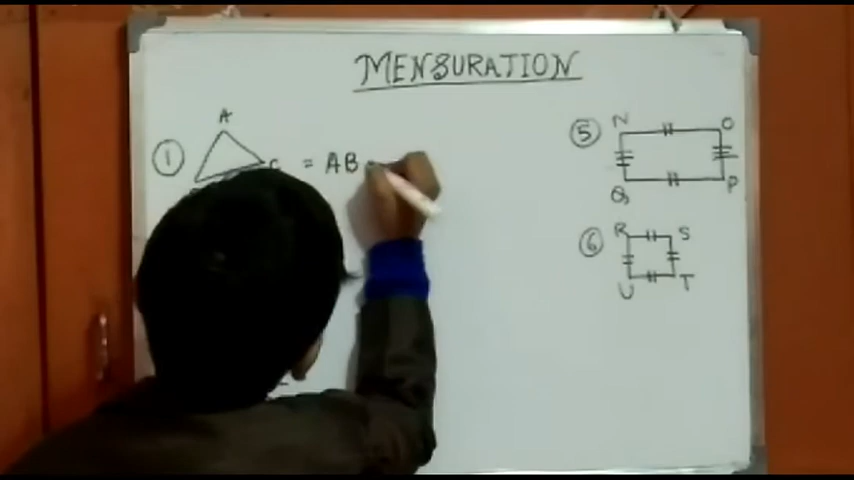 MENSURATION
① A C = AB
⑤ N O
Q P
⑥ R S
U T